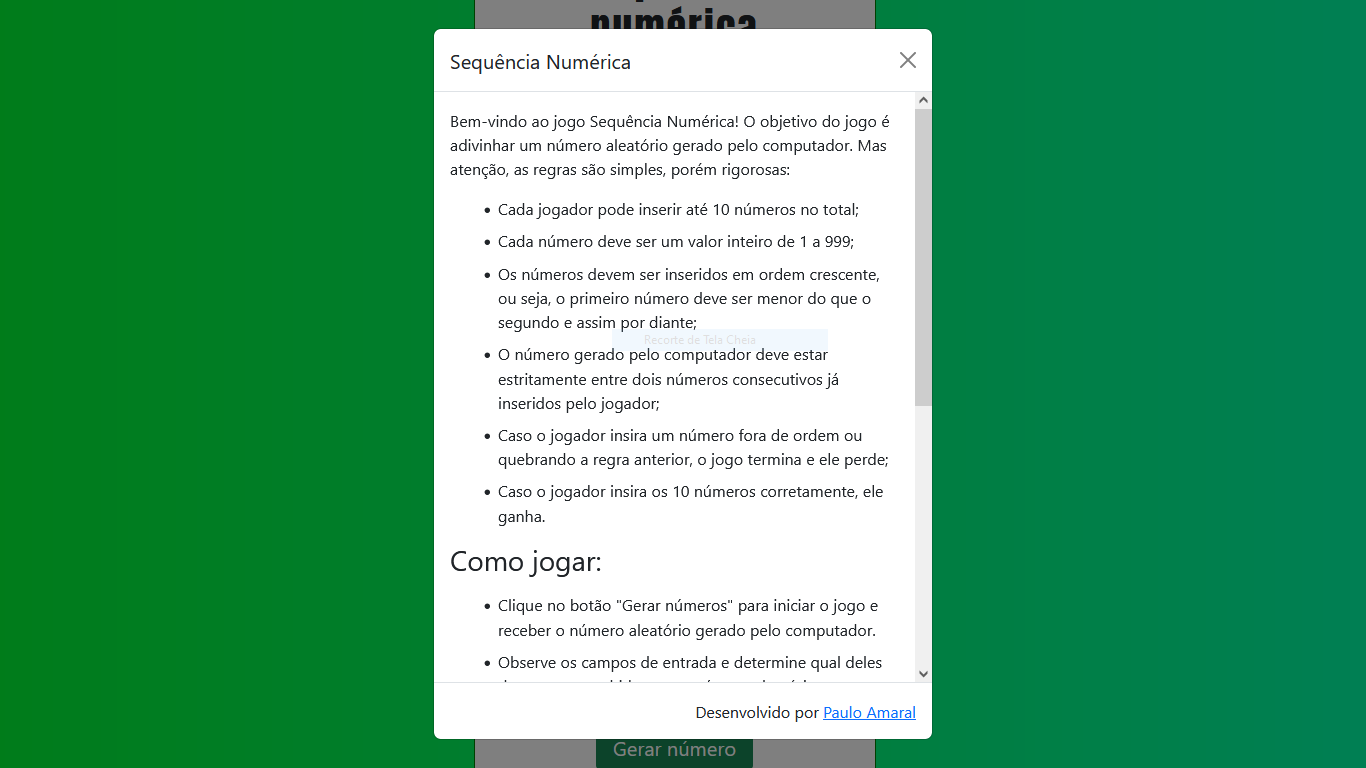 numérica
Sequência Numérica
Bem-vindo ao jogo Sequência Numérica! O objetivo do jogo é
adivinhar um número aleatório gerado pelo computador. Mas
atenção, as regras são simples, porém rigorosas:
• Cada jogador pode inserir até 10 números no total;
• Cada número deve ser um valor inteiro de 1 a 999;
• Os números devem ser inseridos em ordem crescente,
ou seja, o primeiro número deve ser menor do que o
segundo e assim por diante;
Recorte de Tela Cheia
• O número gerado pelo computador deve estar
estritamente entre dois números consecutivos já
inseridos pelo jogador;
• Caso o jogador insira um número fora de ordem ou
quebrando a regra anterior, o jogo termina e ele perde;
• Caso o jogador insira os 10 números corretamente, ele
ganha.
Como jogar:
• Clique no botão "Gerar números" para iniciar o jogo e
receber o número aleatório gerado pelo computador.
• Observe os campos de entrada e determine qual deles
Desenvolvido por Paulo Amaral
Gerar número